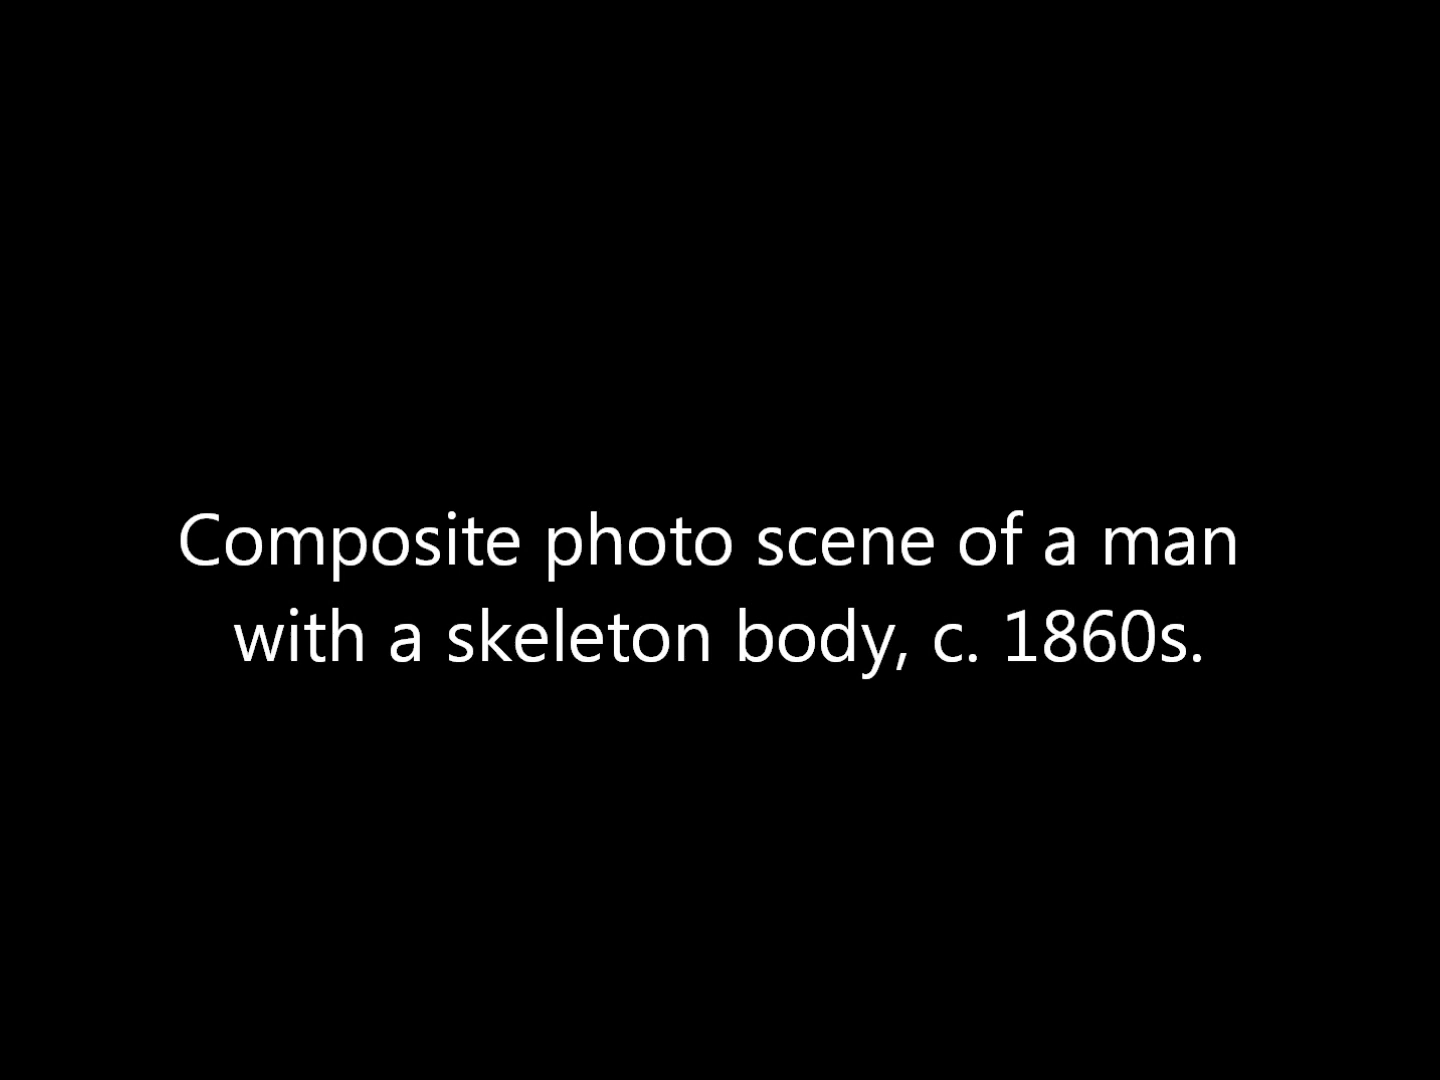 Composite photo scene of a man
with a skeleton body, c. 1860s.